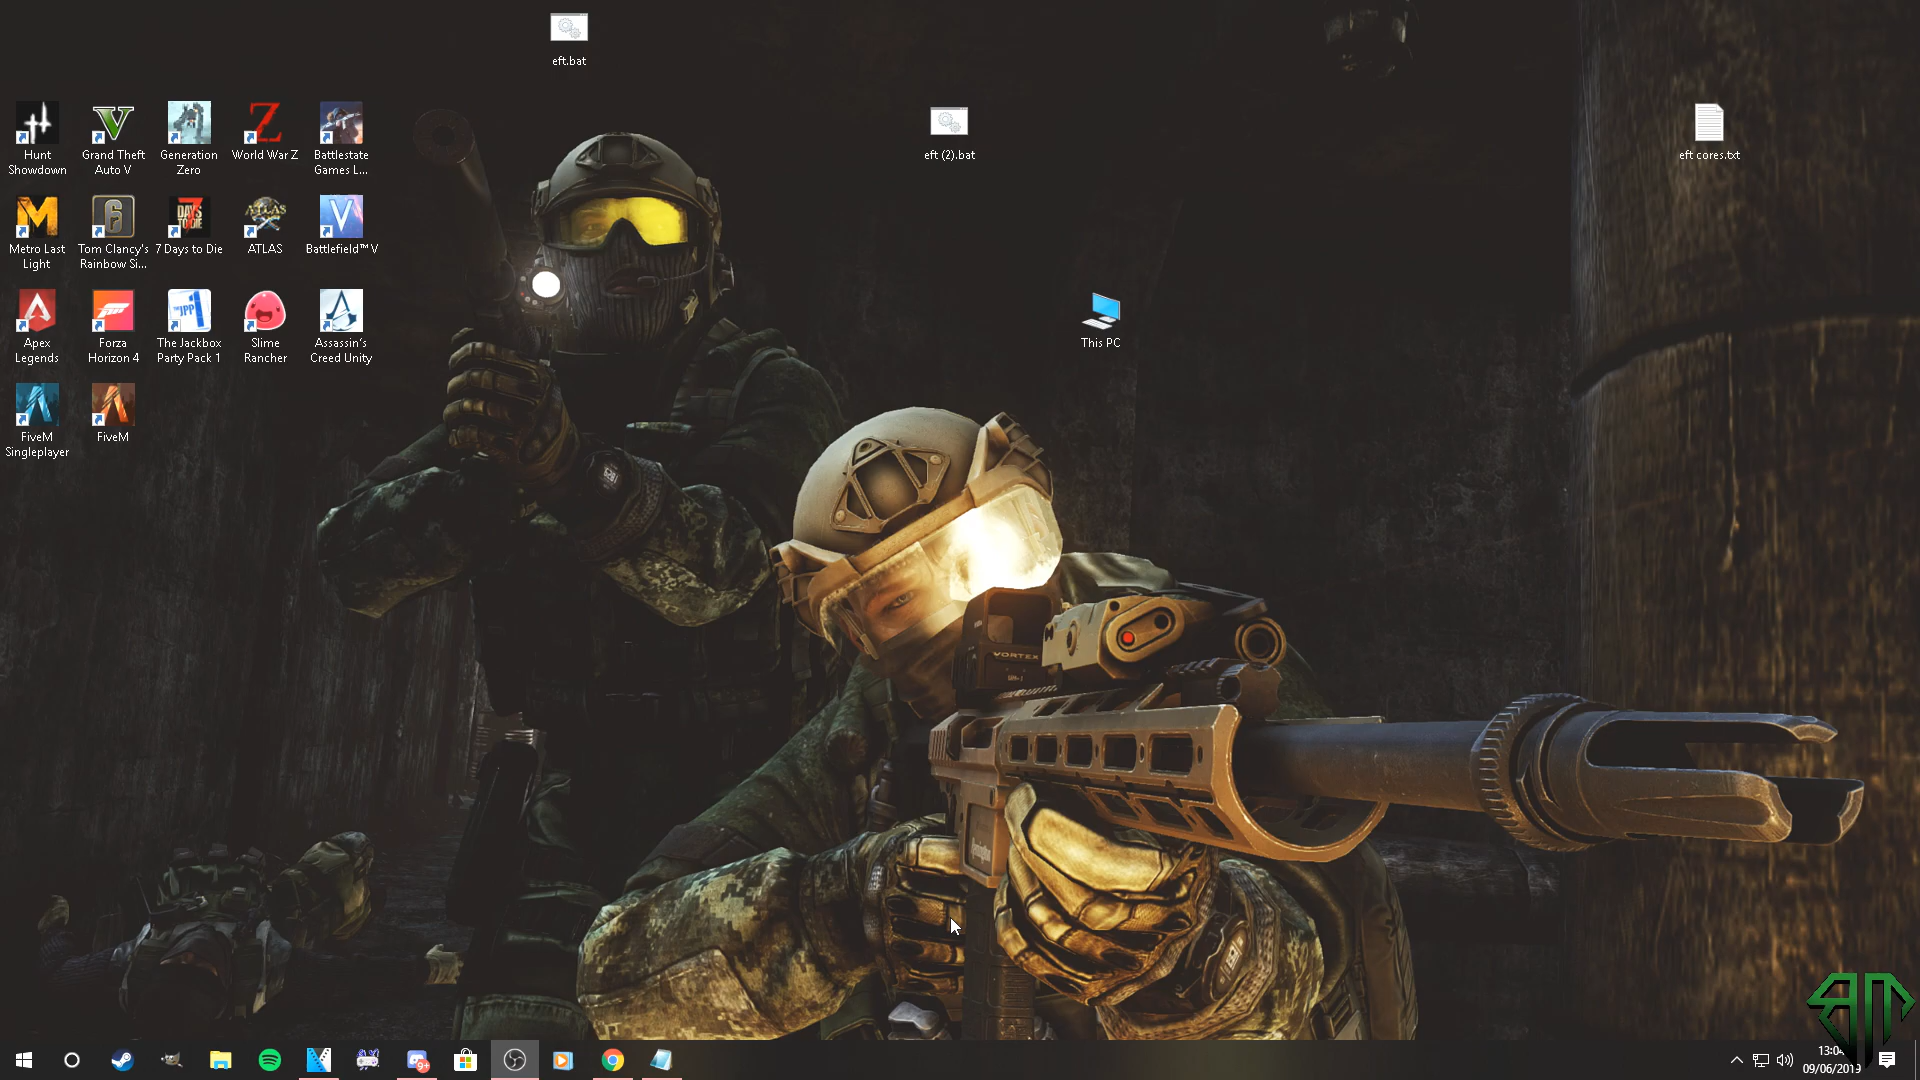 eft.bat
eft (2).bat
eft cores.txt
Hunt
Showdown
Grand Theft
Auto V
Generation
Zero
World War Z
Battlestate
Games L...
Metro Last
Light
Tom Clancy's
Rainbow Si...
7 Days to Die
ATLAS
Battlefield™ V
Apex
Legends
Forza
Horizon 4
The Jackbox
Party Pack 1
Slime
Rancher
Assassin's
Creed Unity
This PC
FiveM
Singleplayer
FiveM
VORTEX
13:04
09/06/2019